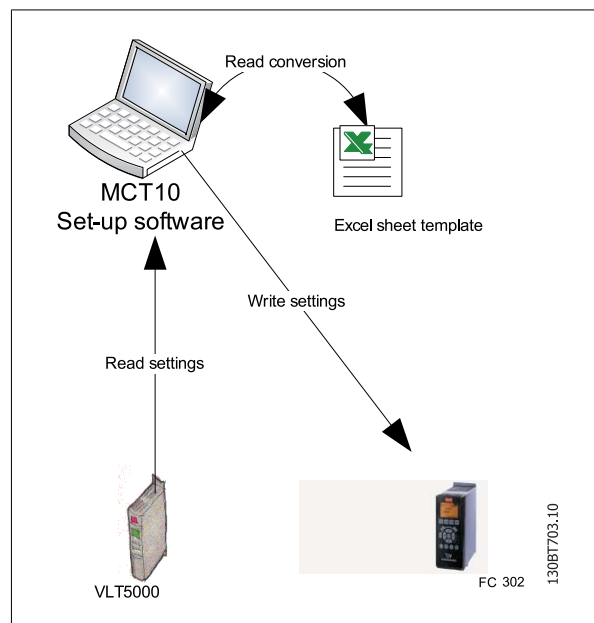 Read conversion
MCT10
Set-up software
Excel sheet template
Write settings
Read settings
VLT5000
FC 302
130BT703.10